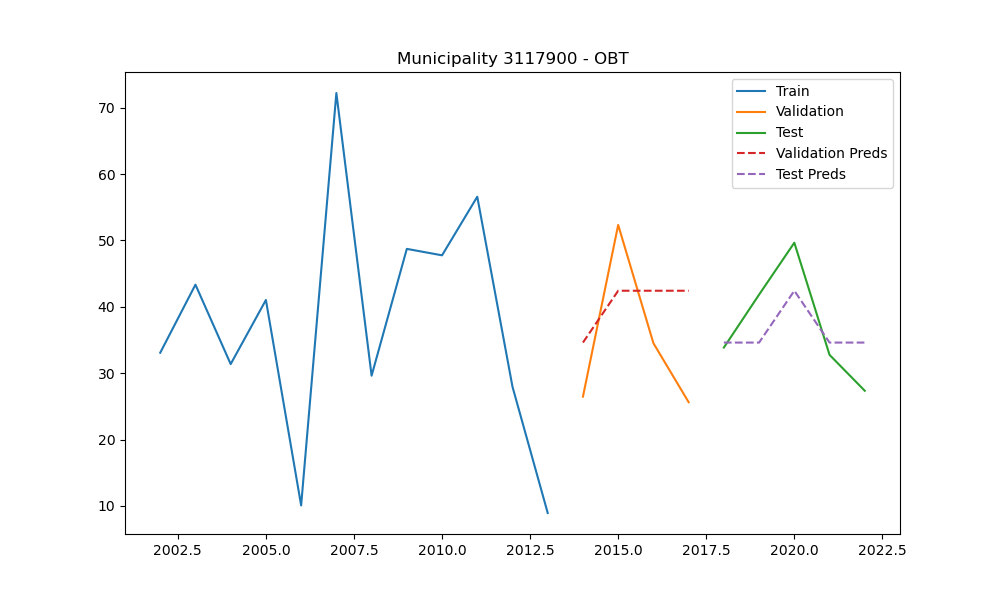 Municipality 3117900 - OBT
Train
Validation
Test
Validation Preds
Test Preds
70
60
50
40
30
20
10
2002.5 2005.0 2007.5 2010.0 2012.5 2015.0 2017.5 2020.0 2022.5